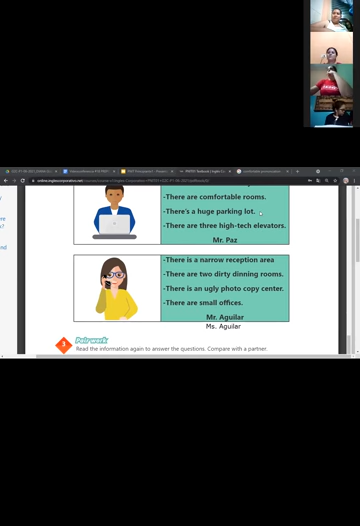 -There are comfortable rooms.
-There's a huge parking lot.
-There are three high-tech elevators.
Mr. Paz
-There is a narrow reception area
-There are two dirty dinning rooms.
-There is an ugly photo copy center.
-There are small offices.
Mr. Aguilar
Ms. Aguilar
3
Pair work
Read the information again to answer the questions. Compare with a partner.